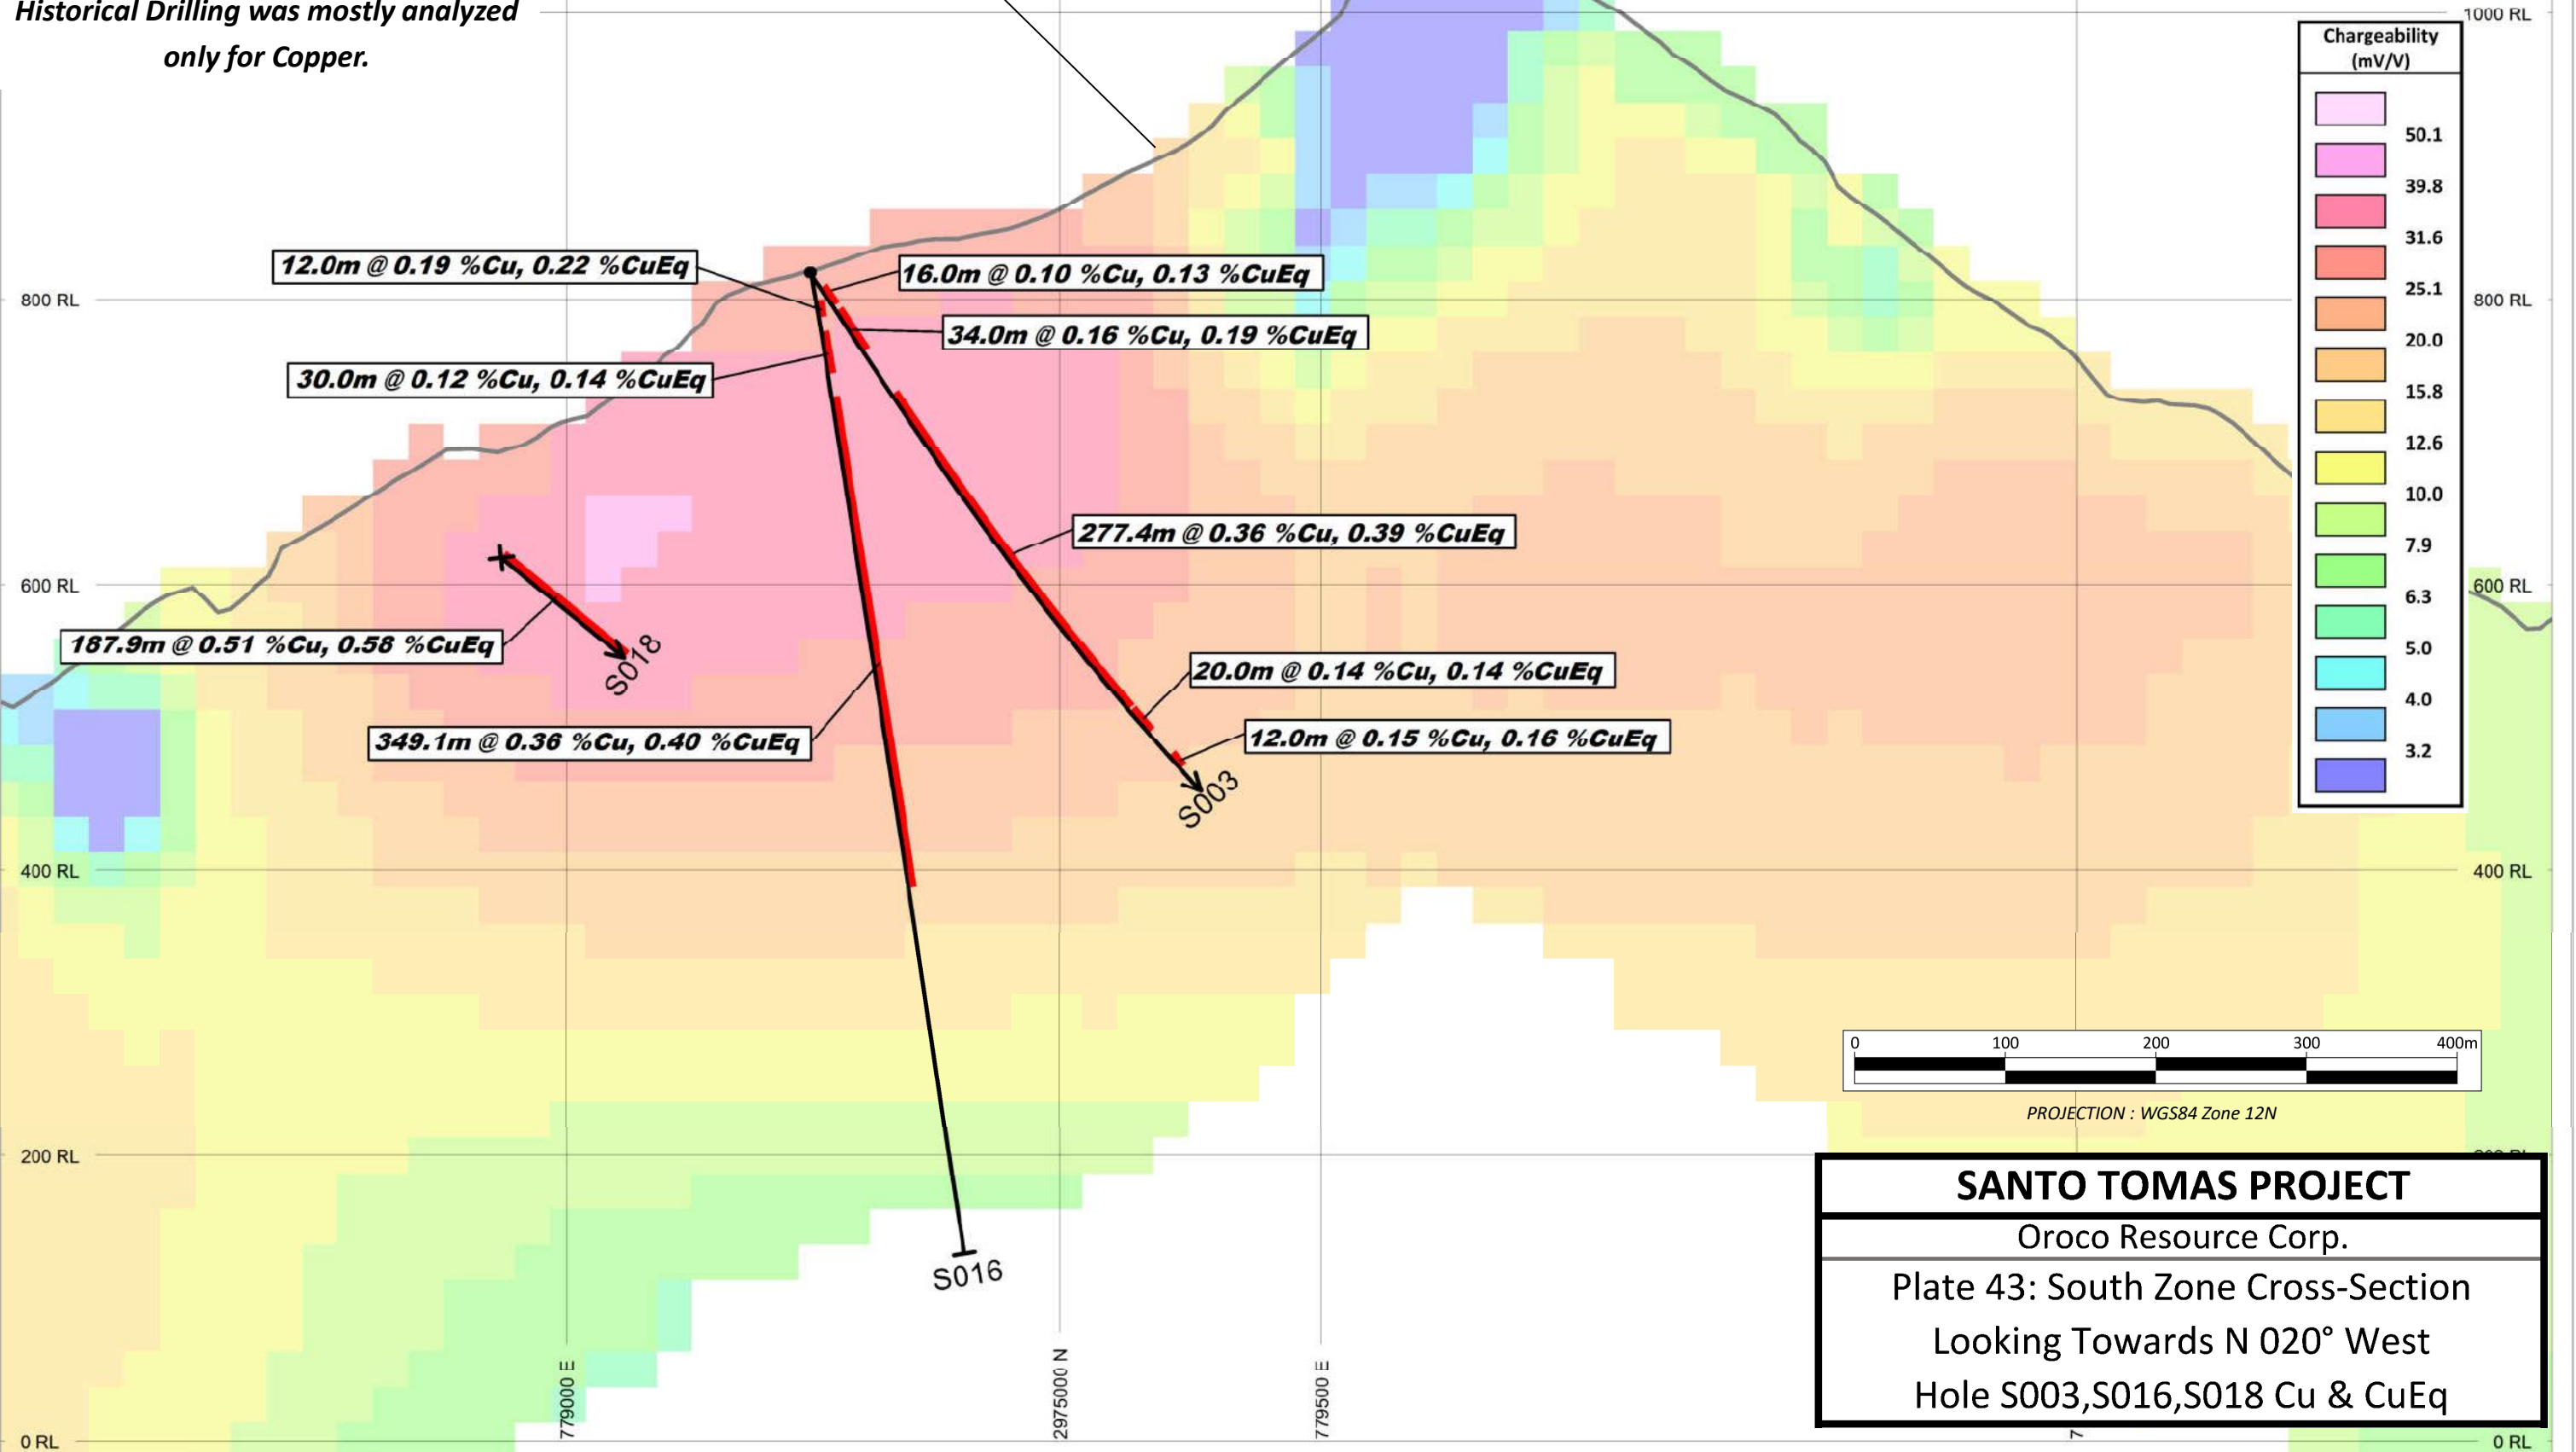 Historical Drilling was mostly analyzed
only for Copper.
1000 RL
Chargeability
(mV/V)
50.1
39.8
31.6
25.1
20.0
15.8
12.6
10.0
7.9
6.3
5.0
4.0
3.2
12.0m @ 0.19 %Cu, 0.22 %CuEq
16.0m @ 0.10 %Cu, 0.13 %CuEq
800 RL
800 RL
34.0m @ 0.16 %Cu, 0.19 %CuEq
30.0m @ 0.12 %Cu, 0.14 %CuEq
277.4m @ 0.36 %Cu, 0.39 %CuEq
600 RL
600 RL
187.9m @ 0.51 %Cu, 0.58 %CuEq
S018
20.0m @ 0.14 %Cu, 0.14 %CuEq
349.1m @ 0.36 %Cu, 0.40 %CuEq
12.0m @ 0.15 %Cu, 0.16 %CuEq
S003
400 RL
400 RL
0 100 200 300 400m
PROJECTION : WGS84 Zone 12N
200 RL
SANTO TOMAS PROJECT
Oroco Resource Corp.
Plate 43: South Zone Cross-Section
Looking Towards N 020° West
Hole S003,S016,S018 Cu & CuEq
S016
779000 E
2975000 N
779500 E
0 RL
0 RL